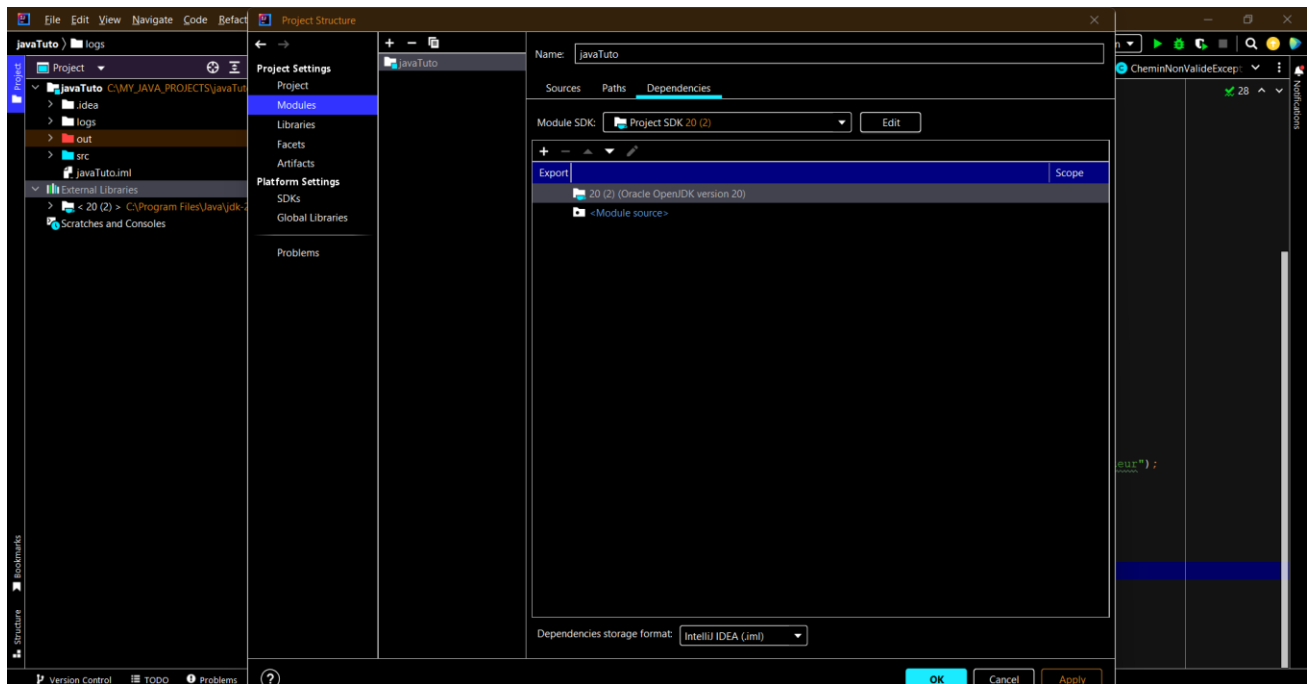 File Edit View Navigate Code Refact
Project Structure
javaTuto logs
Project
javaTuto C:\MY_JAVA_PROJECTS\javaTut
.idea
logs
out
src
javaTuto.iml
External Libraries
< 20 (2) > C:\Program Files\Java\jdk-2
Scratches and Consoles
Project
Bookmarks
Structure
Version Control TODO Problems
Project Settings
Project
Modules
Libraries
Facets
Artifacts
Platform Settings
SDKs
Global Libraries
Problems
javaTuto
Name: javaTuto
Sources Paths Dependencies
Module SDK: Project SDK 20 (2) Edit
Export Scope
20 (2) (Oracle OpenJDK version 20)
<Module source>
Dependencies storage format: IntelliJ IDEA (.iml)
? OK Cancel Apply
CheminNonValideExcept
28
eur");
Notifications